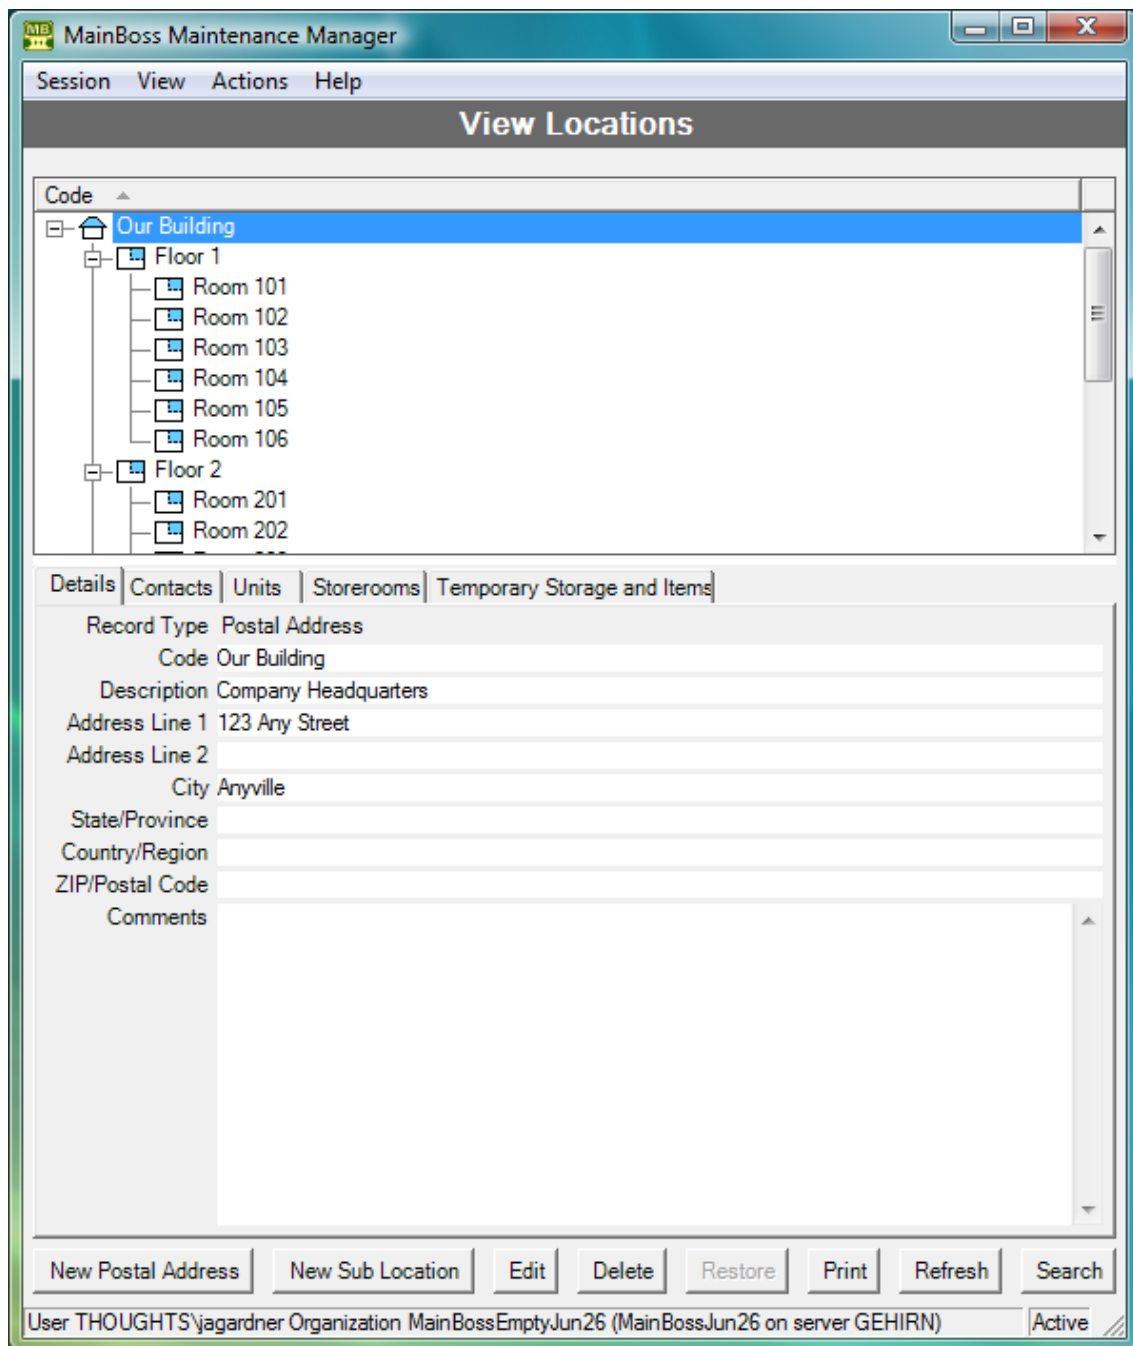 MB
MainBoss Maintenance Manager
Session View Actions Help
View Locations
Code
Our Building
Floor 1
Room 101
Room 102
Room 103
Room 104
Room 105
Room 106
Floor 2
Room 201
Room 202
Details Contacts Units Storerooms Temporary Storage and Items
Record Type Postal Address
Code Our Building
Description Company Headquarters
Address Line 1 123 Any Street
Address Line 2
City Anyville
State/Province
Country/Region
ZIP/Postal Code
Comments
New Postal Address New Sub Location Edit Delete Restore Print Refresh Search
User THOUGHTS\jagardner Organization MainBossEmptyJun26 (MainBossJun26 on server GEHIRN) Active